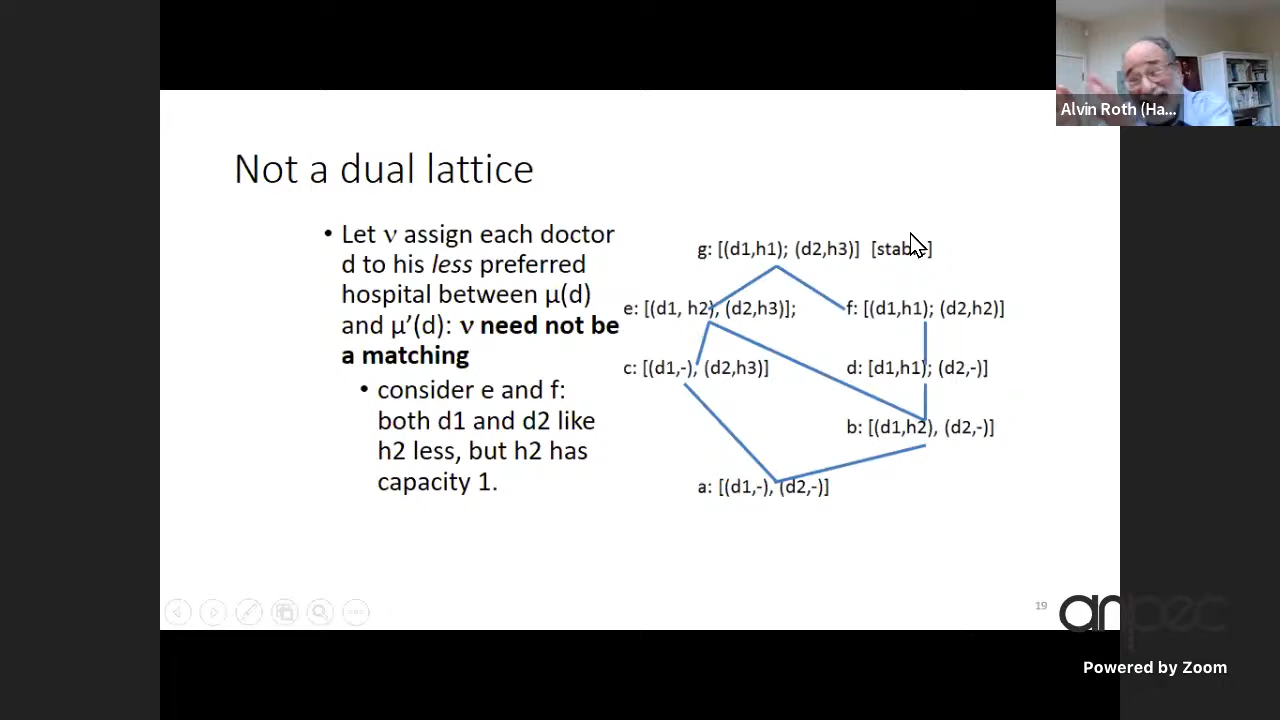 Alvin Roth (Ha...
Not a dual lattice
• Let ν assign each doctor
d to his less preferred
hospital between μ(d)
and μ’(d): ν need not be
a matching
• consider e and f:
both d1 and d2 like
h2 less, but h2 has
capacity 1.
g: [(d1,h1); (d2,h3)] [stable]
e: [(d1, h2), (d2,h3)];
f: [(d1,h1); (d2,h2)]
c: [(d1,-), (d2,h3)]
d: [d1,h1); (d2,-)]
b: [(d1,h2), (d2,-)]
a: [(d1,-), (d2,-)]
19
anpec
Powered by Zoom